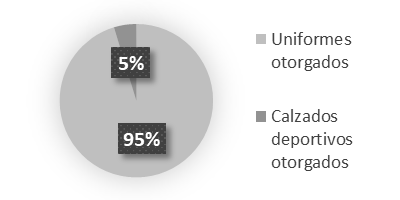 5%
95%
Uniformes
otorgados
Calzados
deportivos
otorgados